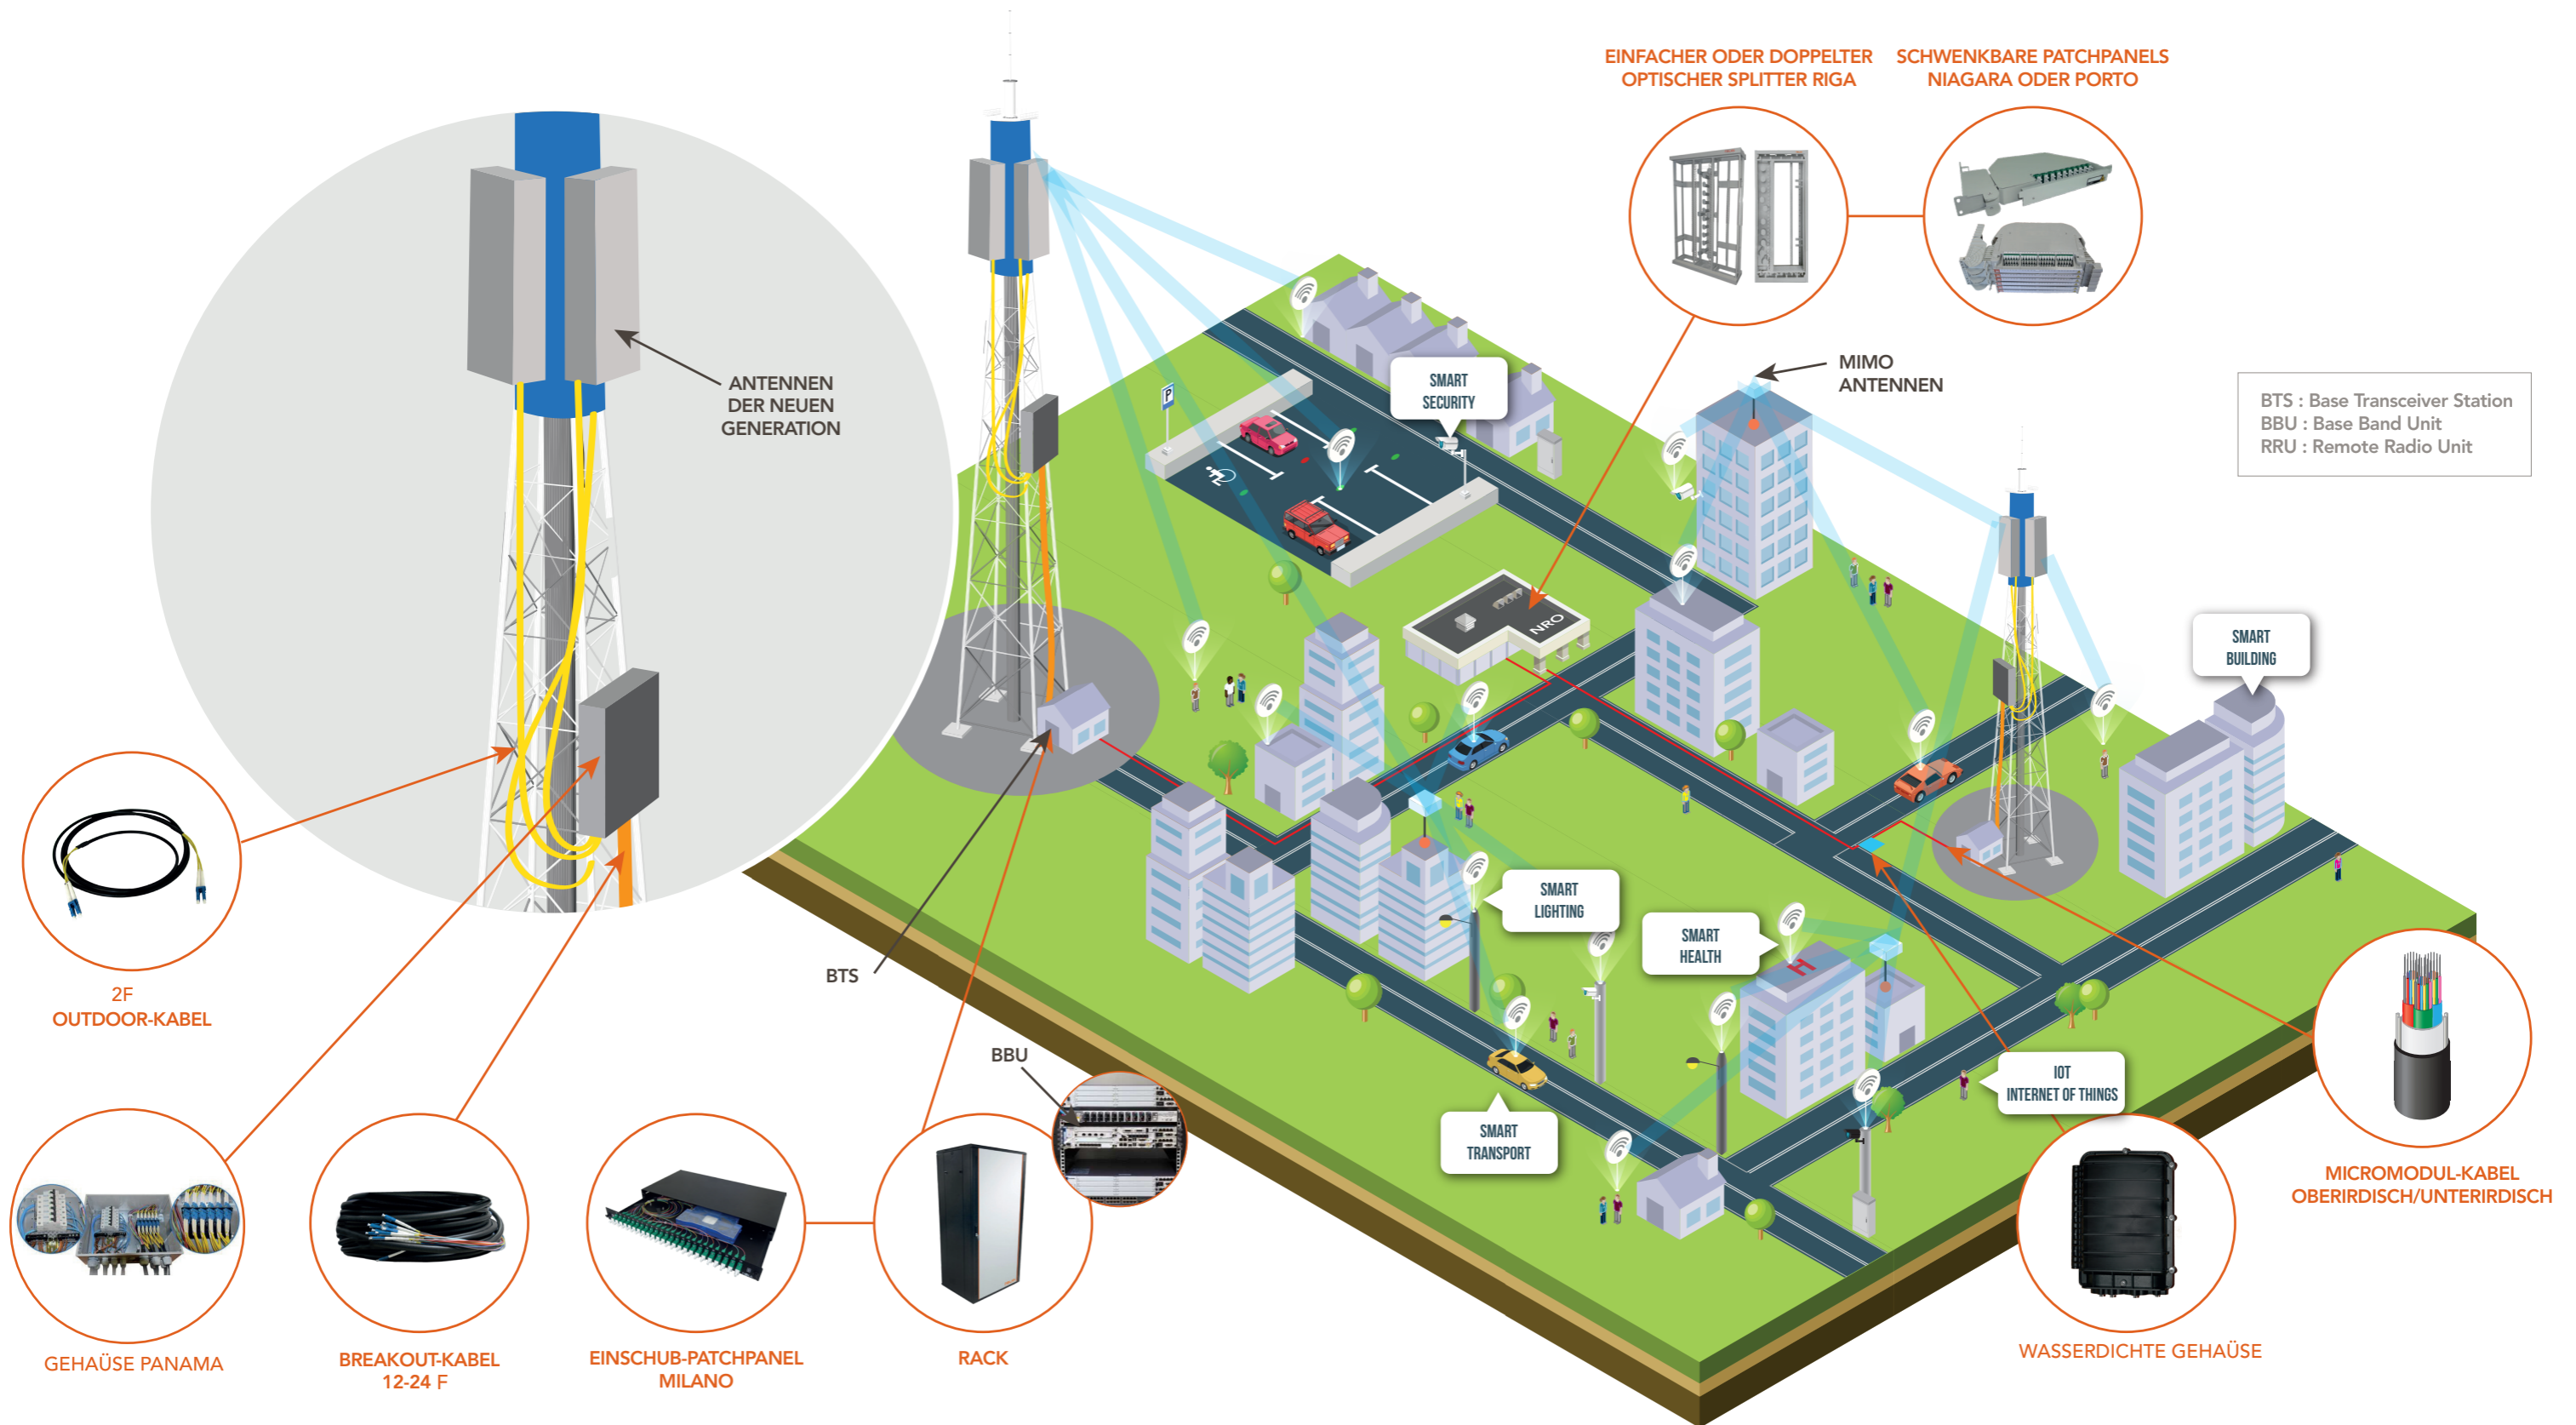 EINFACHER ODER DOPPELTER
OPTISCHER SPLITTER RIGA
SCHWENKBARE PATCHPANELS
NIAGARA ODER PORTO
ANTENNEN
DER NEUEN
GENERATION
P
SMART
SECURITY
MIMO
ANTENNEN
BTS : Base Transceiver Station
BBU : Base Band Unit
RRU : Remote Radio Unit
NRO
SMART
BUILDING
SMART
LIGHTING
SMART
HEALTH
H
BTS
2F
OUTDOOR-KABEL
BBU
IOT
INTERNET OF THINGS
SMART
TRANSPORT
MICROMODUL-KABEL
OBERIRDISCH/UNTERIRDISCH
GEHAÜSE PANAMA
BREAKOUT-KABEL
12-24 F
EINSCHUB-PATCHPANEL
MILANO
RACK
WASSERDICHTE GEHAÜSE